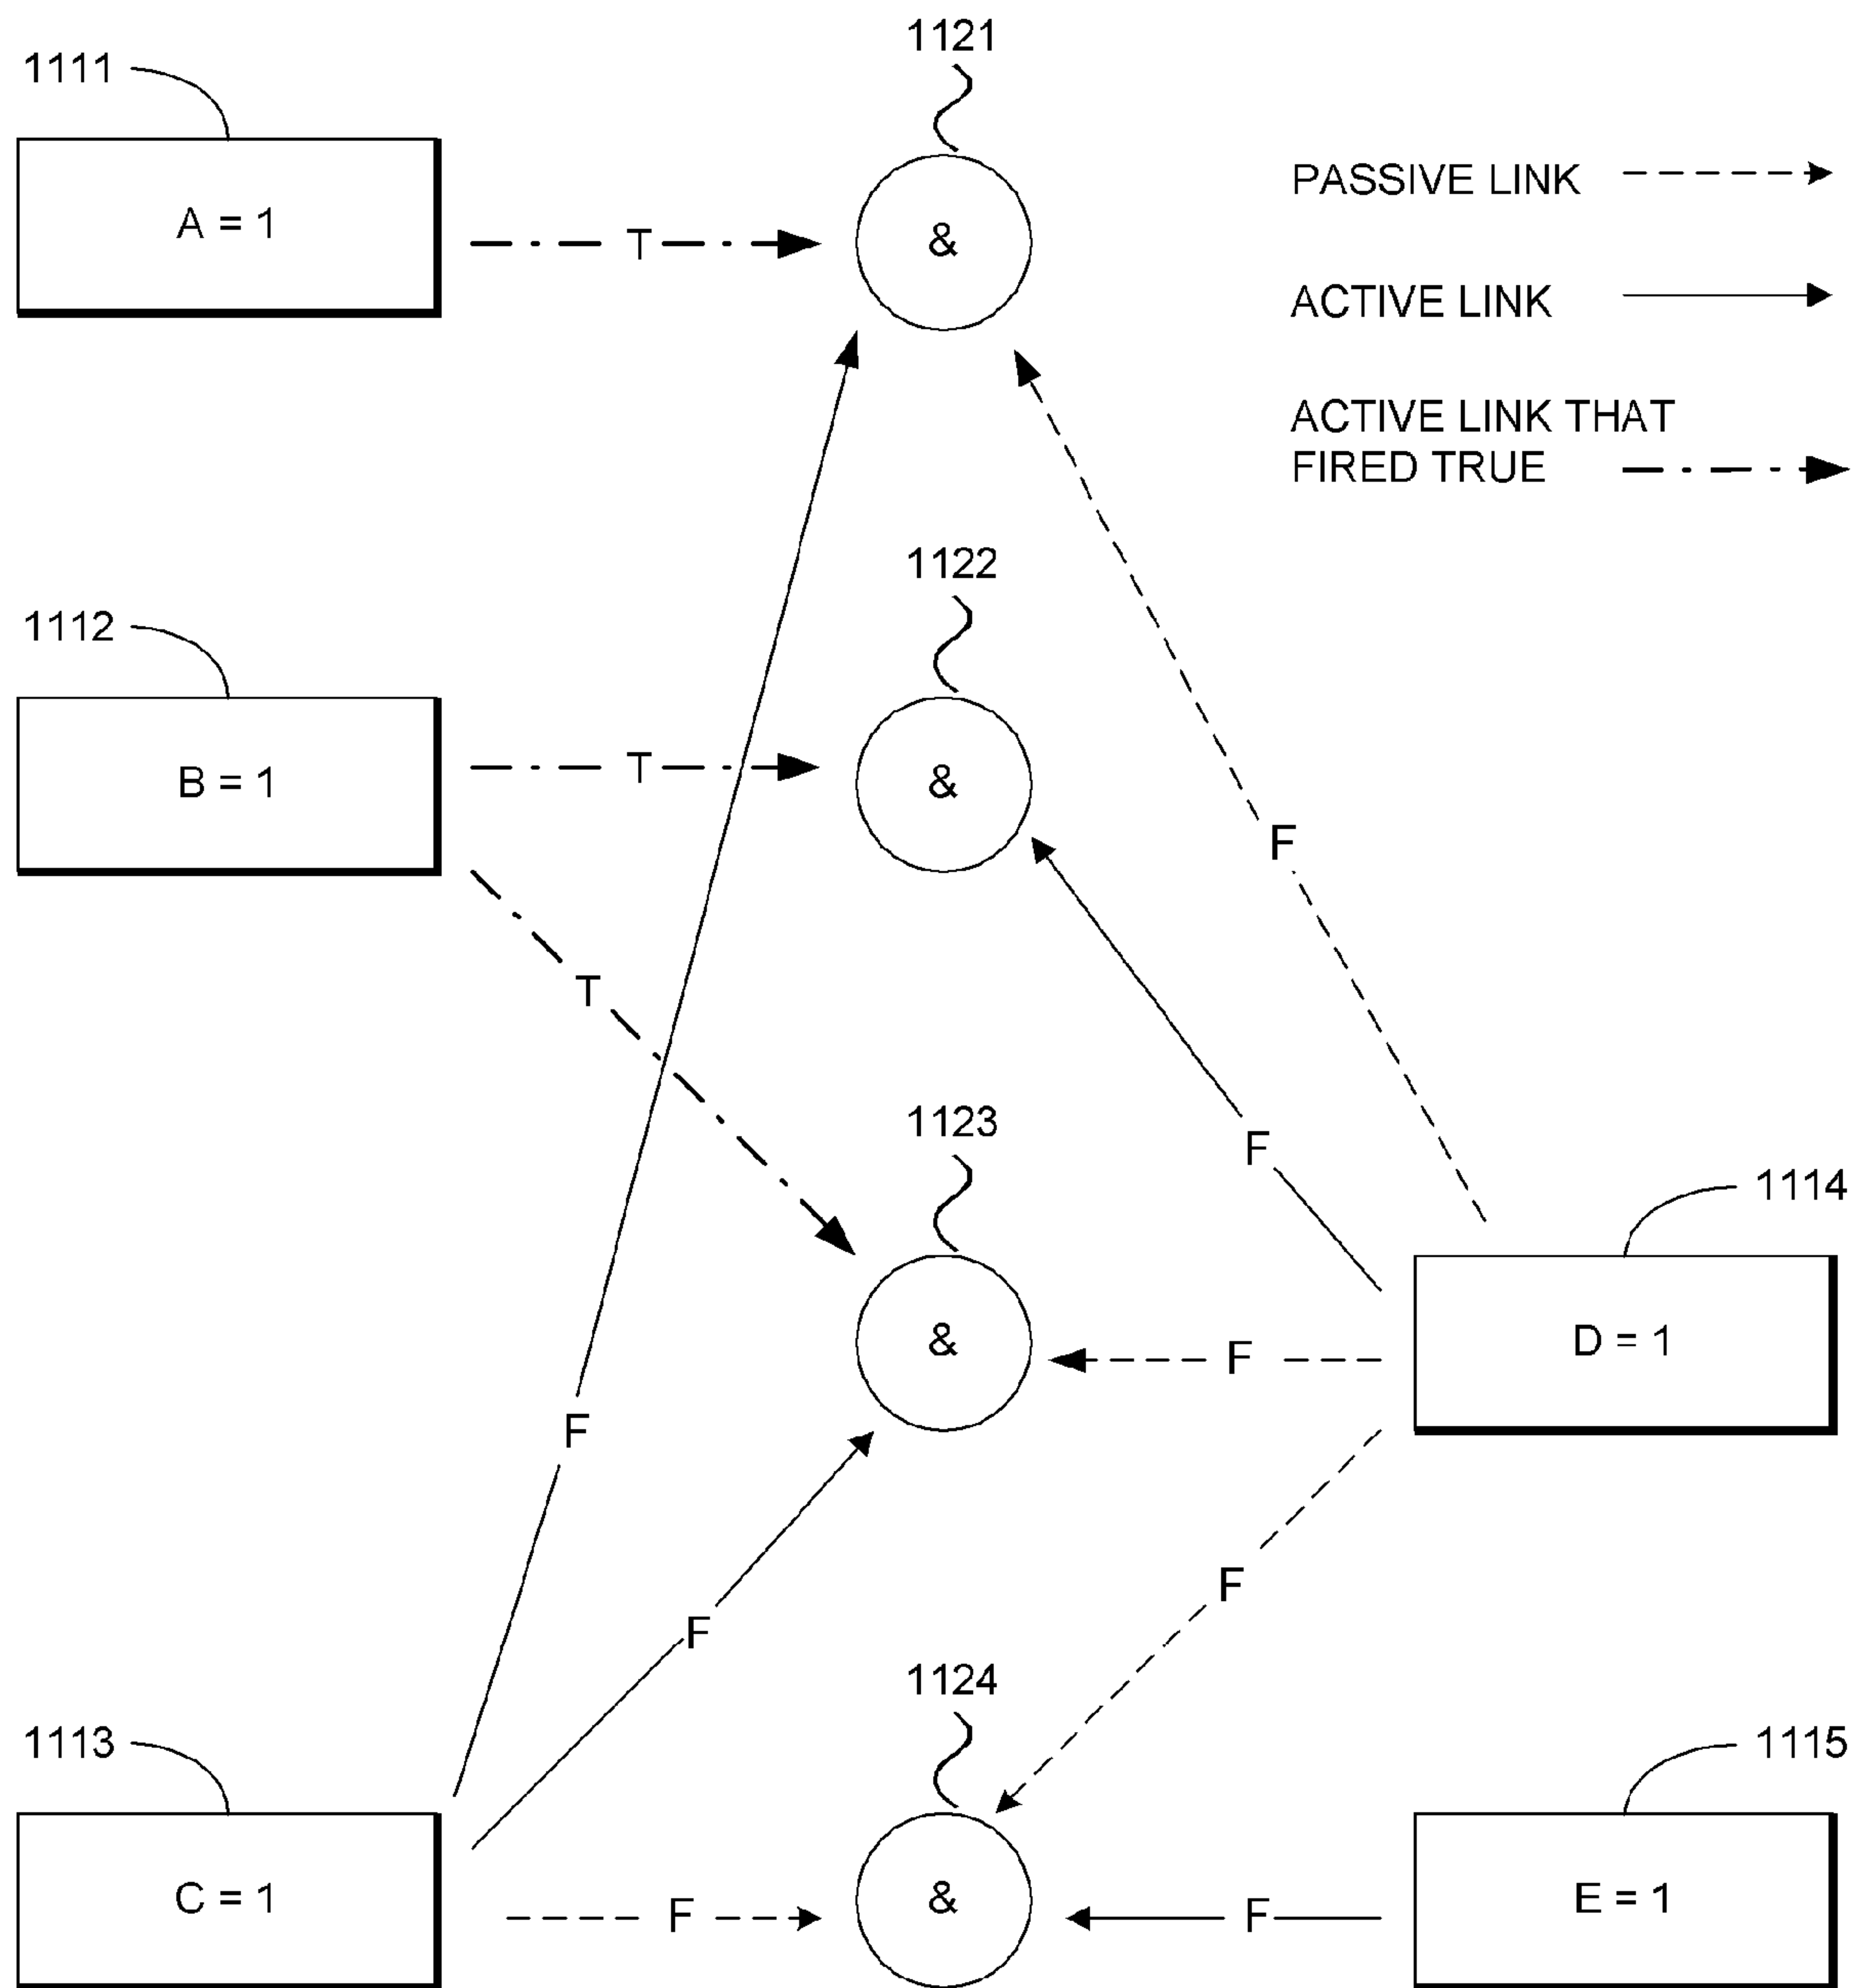 1121
1111
A = 1
T
&
PASSIVE LINK
ACTIVE LINK
ACTIVE LINK THAT
FIRED TRUE
1122
1112
B = 1
T
&
F
T
1123
F
1114
&
F
D = 1
F
F
F
1124
1113
1115
C = 1
F
&
F
E = 1